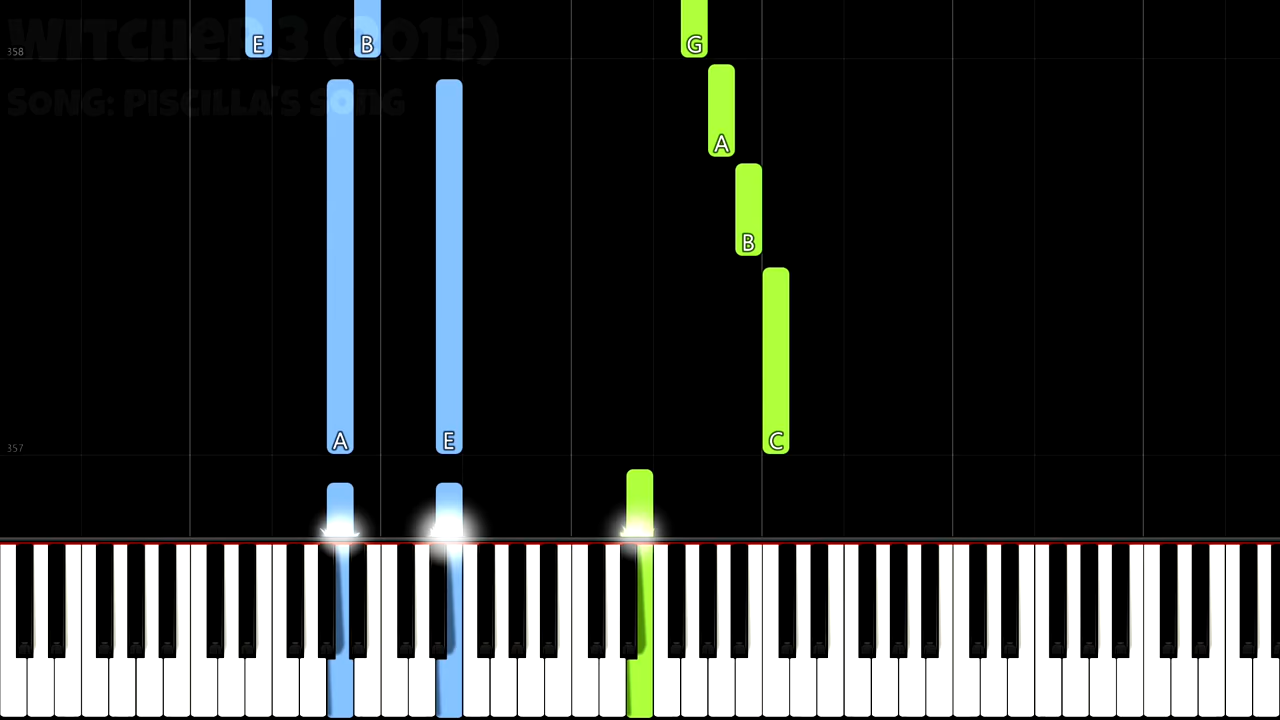 WITCHER 3 (2015)
SONG: PISCILLA'S SONG
358
E B G
A
B
A E C
357